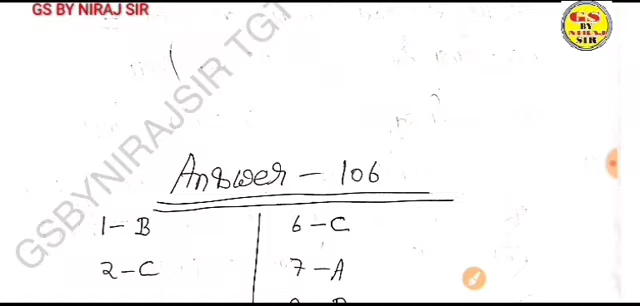 GS BY NIRAJ SIR
GS
BY
NIRAJ
SIR
GSBYNIRAJSIR TGT
Answer - 106
1 - B
6 - C
2 - C
7 - A